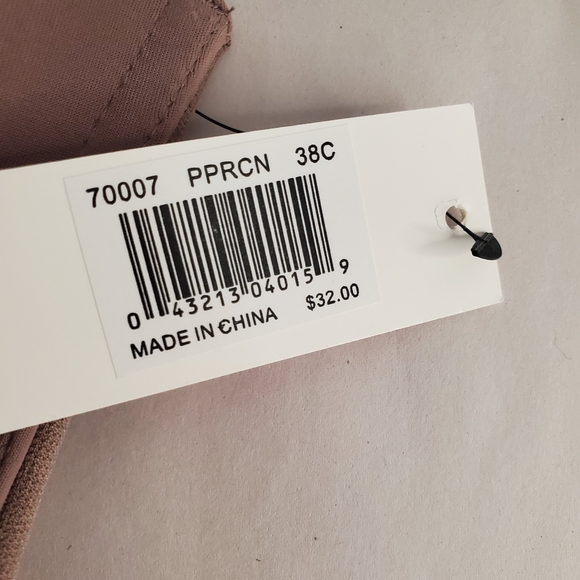 70007 PPRCN 38C
0 43213 04015 9
MADE IN CHINA $32.00